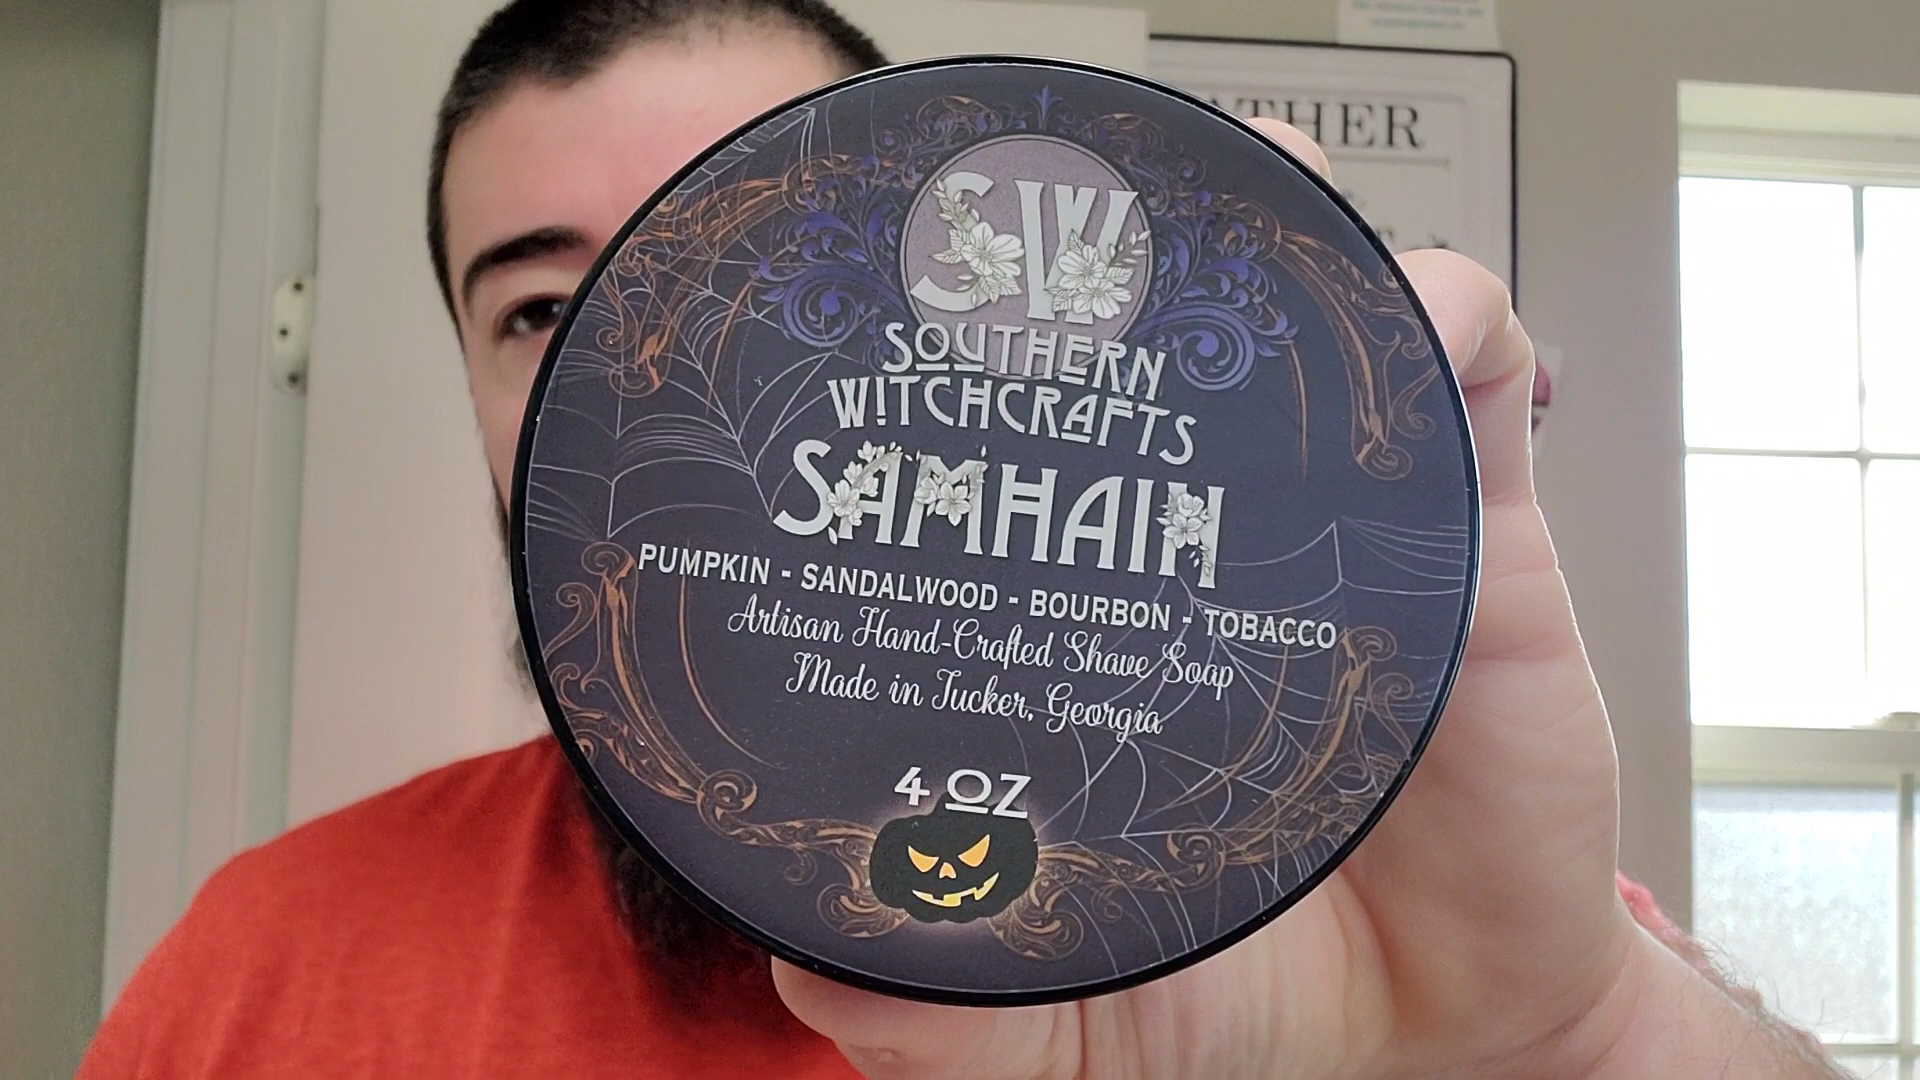 SW
SOUTHERN
WITCHCRAFTS
SAMHAIN
PUMPKIN - SANDALWOOD - BOURBON - TOBACCO
Artisan Hand-Crafted Shave Soap
Made in Tucker, Georgia
4 OZ